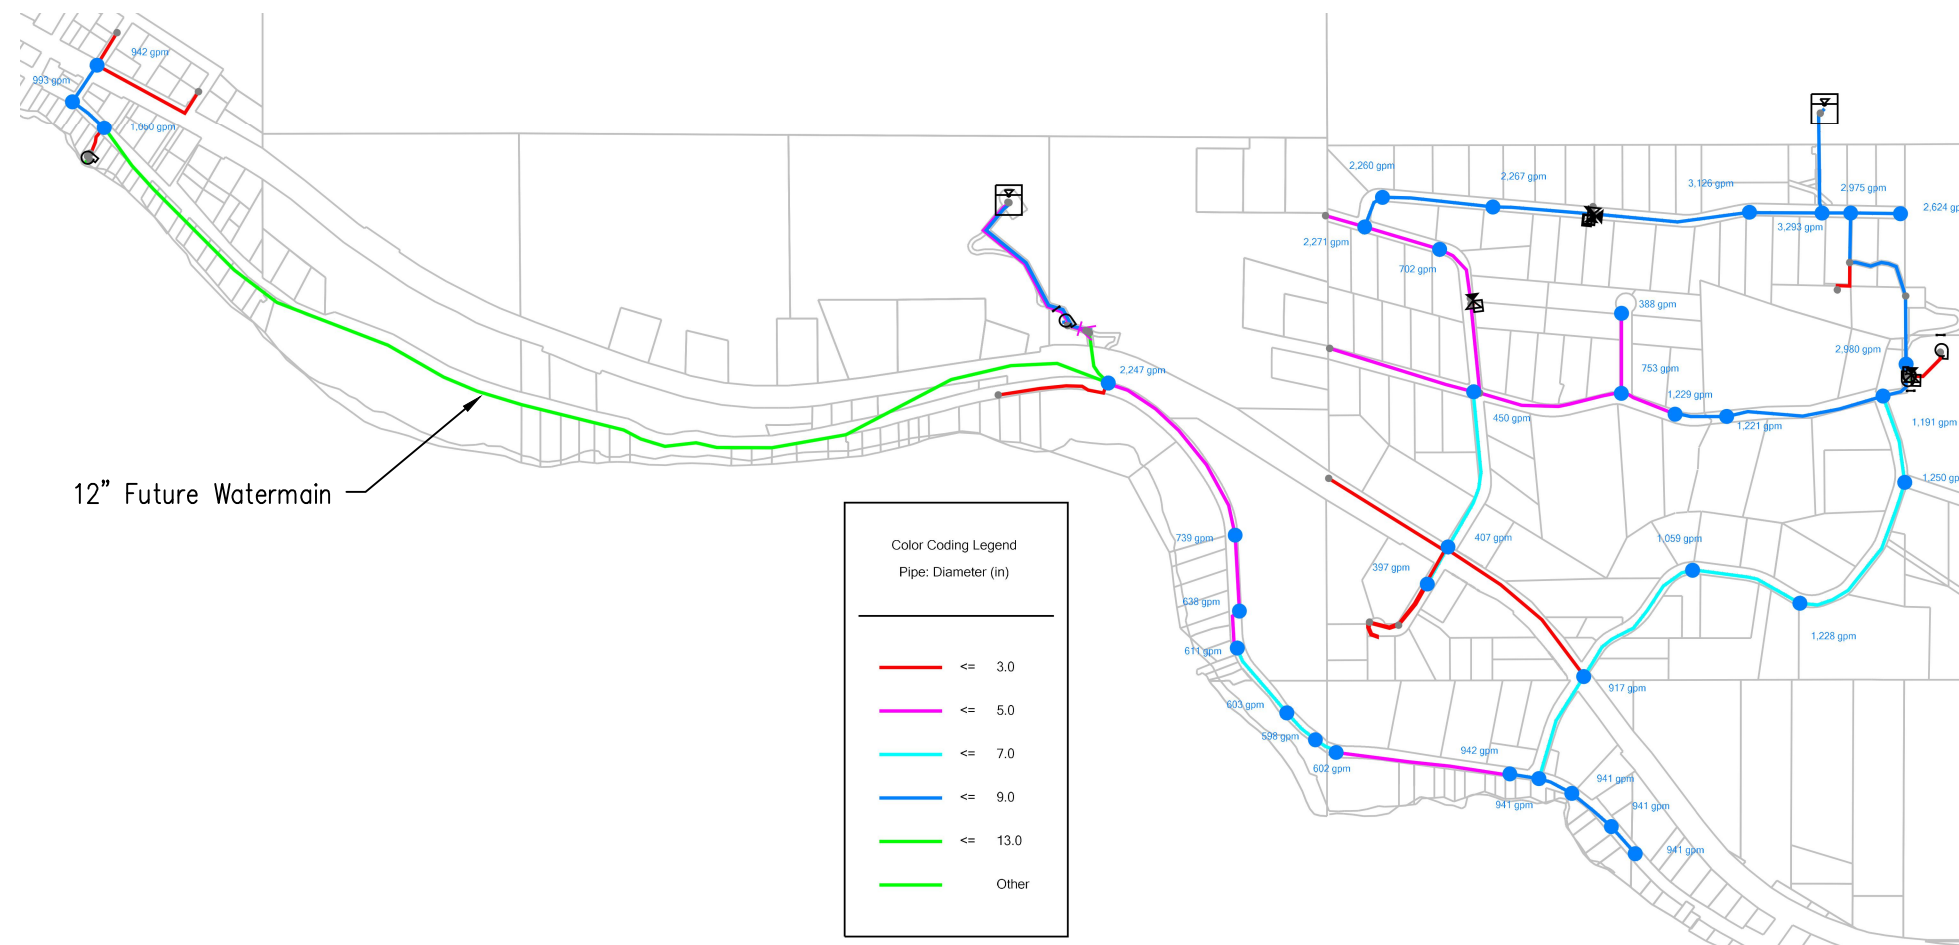 942 gpm
993 gpm
1,060 gpm
2,260 gpm
2,267 gpm
3,126 gpm
2,975 gpm
2,624 gp
3,293 gpm
2,271 gpm
702 gpm
388 gpm
2,980 gpm
753 gpm
2,247 gpm
1,229 gpm
450 gpm
1,221 gpm
1,191 gpm
1,250 gp
12” Future Watermain
739 gpm
407 gpm
1,059 gpm
397 gpm
638 gpm
1,228 gpm
611 gpm
917 gpm
603 gpm
598 gpm
602 gpm
942 gpm
941 gpm
941 gpm
941 gpm
941 gpm
Color Coding Legend
Pipe: Diameter (in)
<= 3.0
<= 5.0
<= 7.0
<= 9.0
<= 13.0
Other